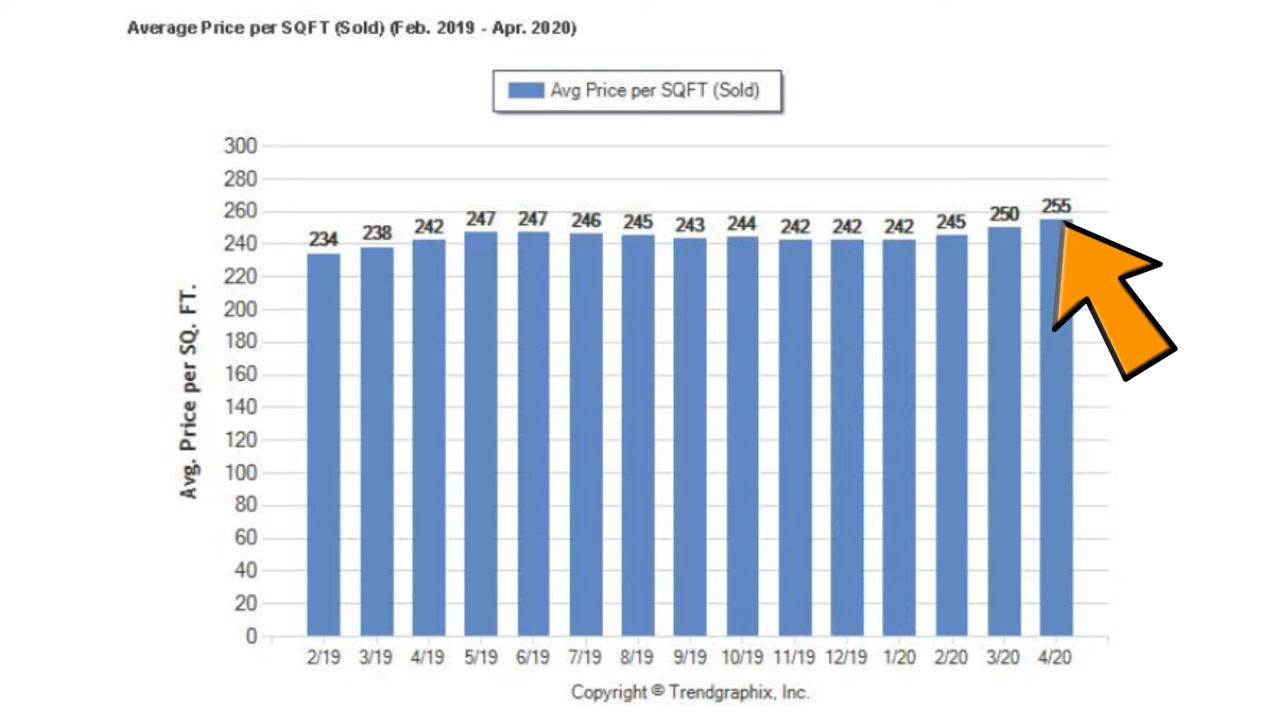 Average Price per SQFT (Sold) (Feb. 2019 - Apr. 2020)
Avg Price per SQFT (Sold)
Avg. Price per SQ. FT.
300
280
260
240
220
200
180
160
140
120
100
80
60
40
20
0
234 238 242 247 247 246 245 243 244 242 242 242 245 250 255
2/19 3/19 4/19 5/19 6/19 7/19 8/19 9/19 10/19 11/19 12/19 1/20 2/20 3/20 4/20
Copyright © Trendgraphix, Inc.